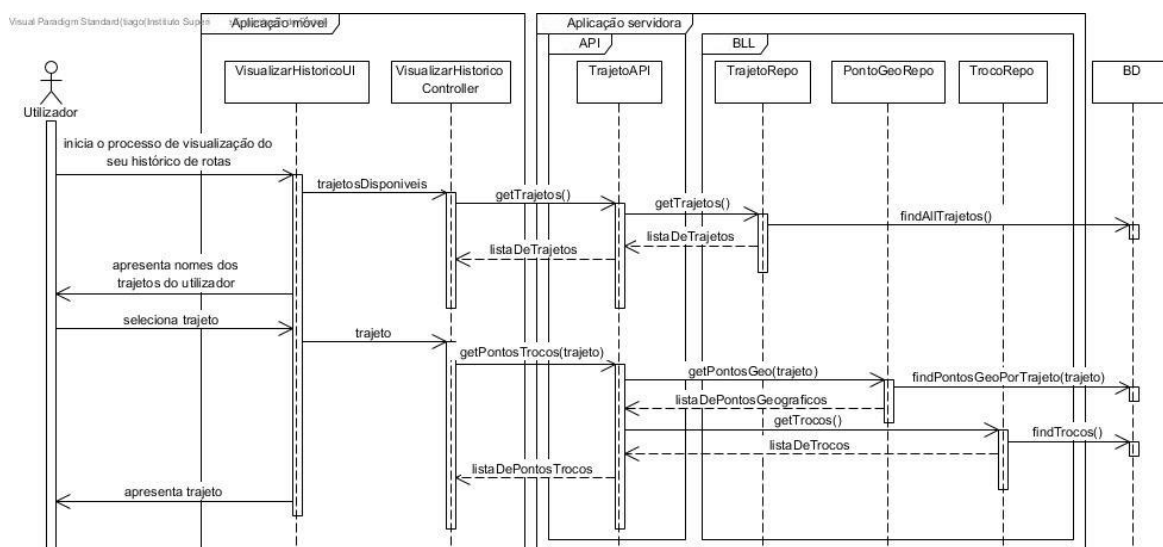 Visual Paradigm Standard(tiago(Instituto Super
Aplicação móvel
Aplicação servidora
API
BLL
Utilizador
VisualizarHistoricoUI
VisualizarHistorico
Controller
TrajetoAPI
TrajetoRepo
PontoGeoRepo
TrocoRepo
BD
inicia o processo de visualização do
seu histórico de rotas
trajetosDisponiveis
getTrajetos()
getTrajetos()
findAllTrajetos()
listaDeTrajetos
listaDeTrajetos
apresenta nomes dos
trajetos do utilizador
seleciona trajeto
trajeto
getPontosTrocos(trajeto)
getPontosGeo(trajeto)
findPontosGeoPorTrajeto(trajeto)
listaDePontosGeograficos
getTrocos()
findTrocos()
listaDeTrocos
listaDePontosTrocos
apresenta trajeto